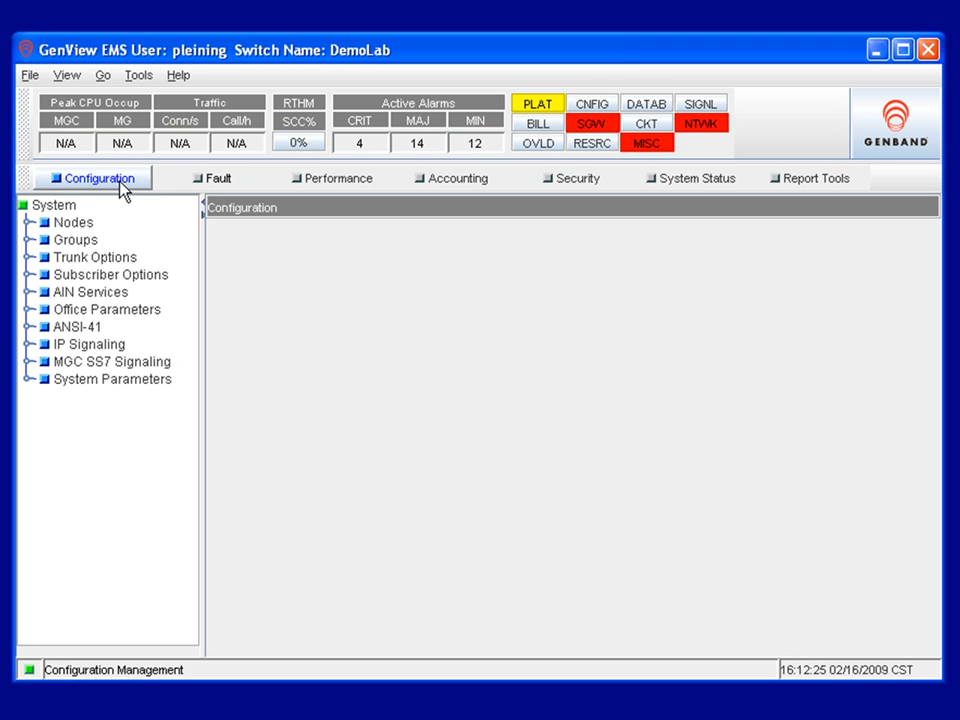 GenView EMS User: pleining Switch Name: DemoLab
File View Go Tools Help
Peak CPU Occup Traffic RTHM Active Alarms PLAT CNFIG DATAB SIGNL
MGC MG Conn/s Call/h SCC% CRIT MAJ MIN BILL SGW CKT NTWK
N/A N/A N/A N/A 0% 4 14 12 OVLD RESRC MISC
GENBAND
Configuration Fault Performance Accounting Security System Status Report Tools
System
Configuration
Nodes
Groups
Trunk Options
Subscriber Options
AIN Services
Office Parameters
ANSI-41
IP Signaling
MGC SS7 Signaling
System Parameters
Configuration Management 16:12:25 02/16/2009 CST